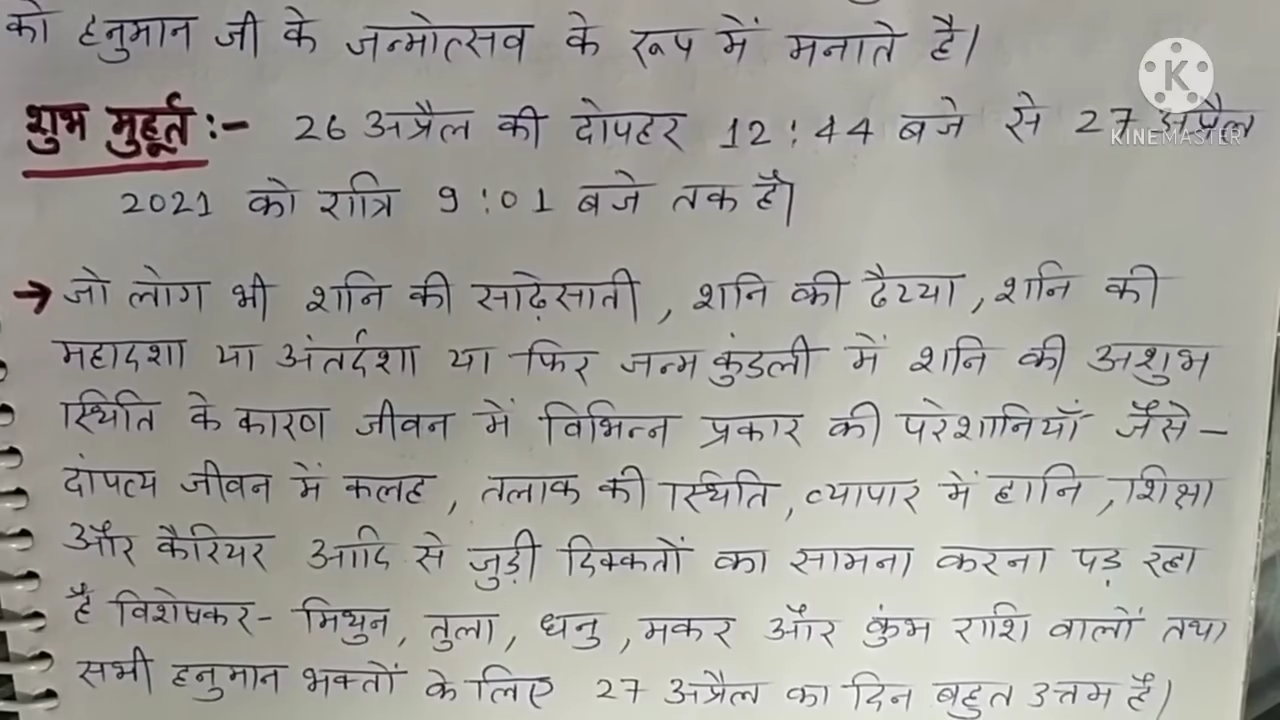 को हनुमान जी के जन्मोत्सव के रूप में मनाते है।
शुभ मुहूर्त :- 26 अप्रैल की दोपहर 12:44 बजे से 27 अप्रैल
2021 को रात्रि 9:01 बजे तक है।
→ जो लोग भी शनि की साढ़ेसाती, शनि की ढैय्या, शनि की
महादशा या अंतर्दशा या फिर जन्म कुंडली में शनि की अशुभ
स्थिति के कारण जीवन में विभिन्न प्रकार की परेशानियाँ जैसे -
दांपत्य जीवन में कलह, तलाक की स्थिति, व्यापार में हानि, शिक्षा
और कैरियर आदि से जुड़ी दिक्कतों का सामना करना पड़ रहा
है विशेषकर - मिथुन, तुला, धनु, मकर और कुंभ राशि वालों तथा
सभी हनुमान भक्तों के लिए 27 अप्रैल का दिन बहुत उत्तम है।
K
KINEMASTER